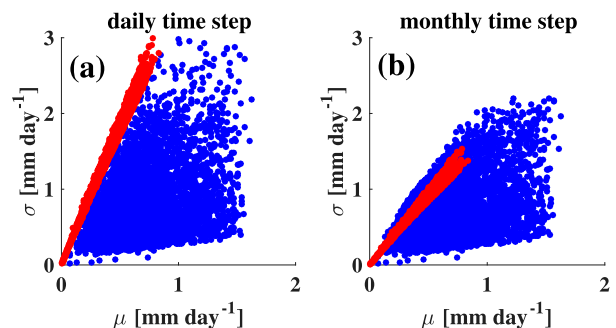 daily time step
monthly time step
(a)
(b)
3
2
1
0
σ [mm day⁻¹]
0 1 2
μ [mm day⁻¹]
3
2
1
0
σ [mm day⁻¹]
0 1 2
μ [mm day⁻¹]